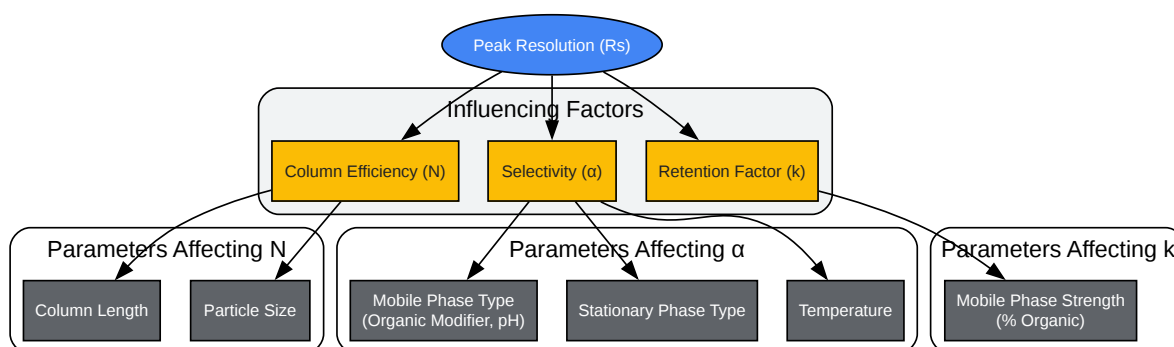 Peak Resolution (Rs)
Influencing Factors
Column Efficiency (N)
Selectivity (α)
Retention Factor (k)
Parameters Affecting N
Parameters Affecting α
Parameters Affecting k
Column Length
Particle Size
Mobile Phase Type
(Organic Modifier, pH)
Stationary Phase Type
Temperature
Mobile Phase Strength
(% Organic)